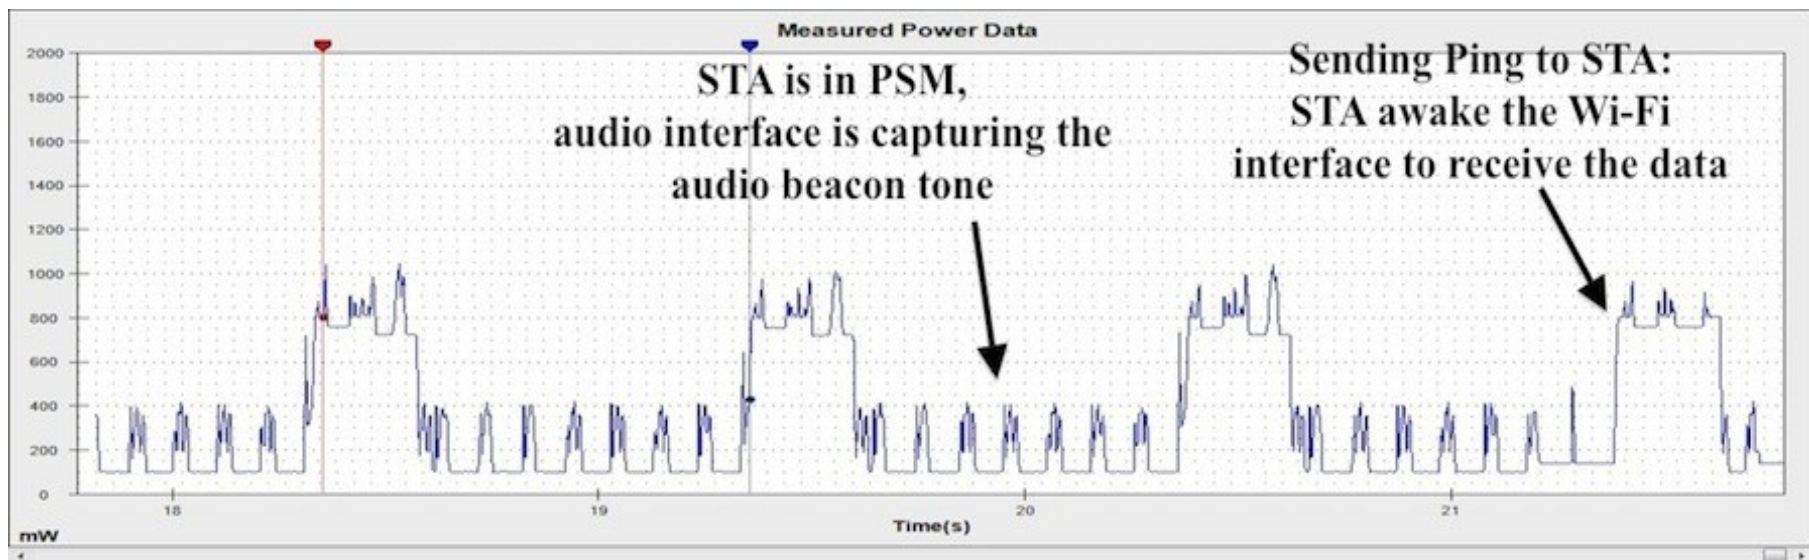 Measured Power Data
2000
1800
1600
1400
1200
1000
800
600
400
200
0
STA is in PSM,
audio interface is capturing the
audio beacon tone
Sending Ping to STA:
STA awake the Wi-Fi
interface to receive the data
18
19
20
21
Time(s)
mW